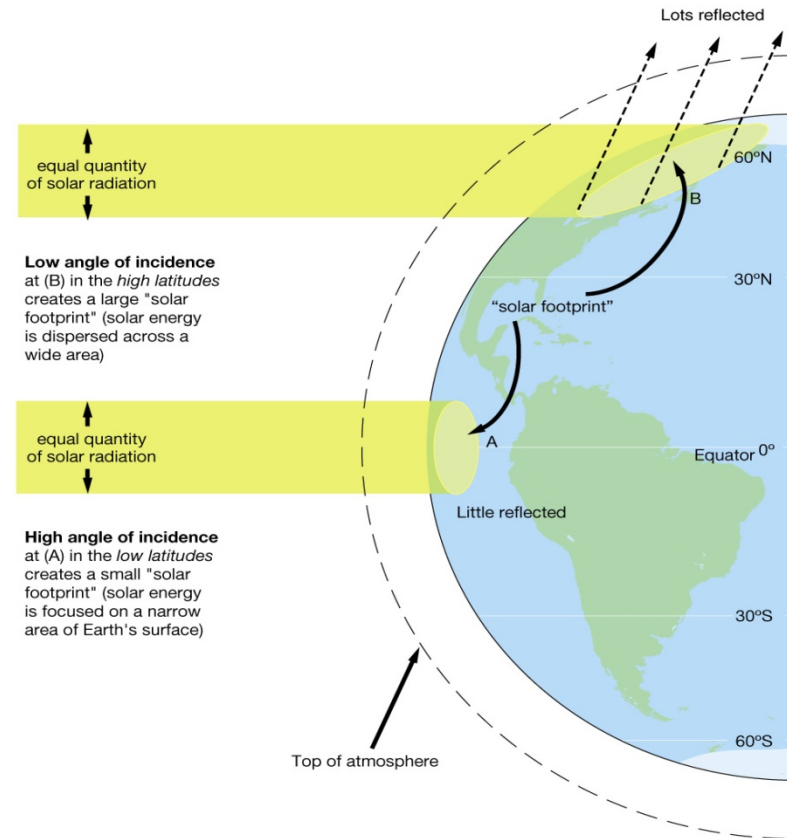 Lots reflected
equal quantity
of solar radiation
60ºN
B
Low angle of incidence
at (B) in the high latitudes
creates a large "solar
footprint" (solar energy
is dispersed across a
wide area)
30ºN
“solar footprint”
equal quantity
of solar radiation
A
Equator 0º
Little reflected
High angle of incidence
at (A) in the low latitudes
creates a small "solar
footprint" (solar energy
is focused on a narrow
area of Earth's surface)
30ºS
60ºS
Top of atmosphere